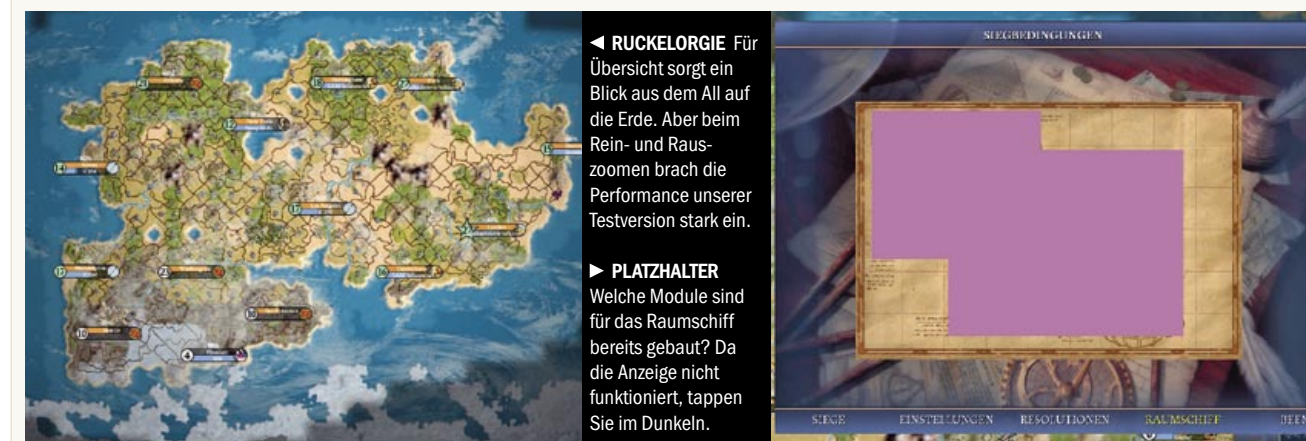 ◄ RUCKELORGIE Für
Übersicht sorgt ein
Blick aus dem All auf
die Erde. Aber beim
Rein- und Raus-
zoomen brach die
Performance unserer
Testversion stark ein.
► PLATZHALTER
Welche Module sind
für das Raumschiff
bereits gebaut? Da
die Anzeige nicht
funktioniert, tappen
Sie im Dunkeln.
SIEGBEDINGUNGEN
SIEGE EINSTELLUNGEN RESOLUTIONEN RAUMSCHIFF